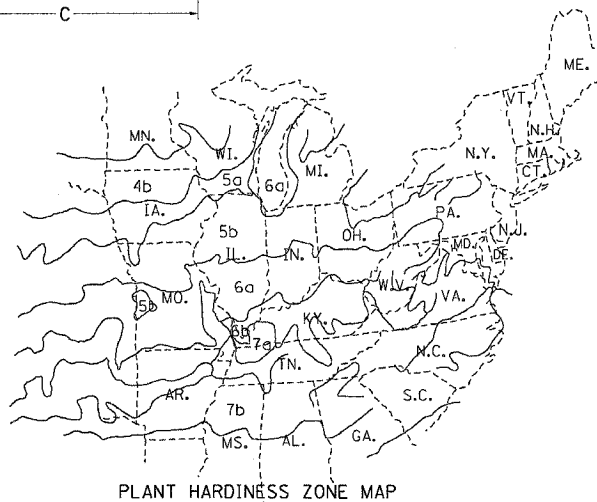 C
ME.
VT.
N.H.
MN.
WI.
N.Y.
MA.
CT.
4b
5a
6a
MI.
IA.
PA.
5b
OH.
N.J.
IL.
IN.
MD.
DE.
6a
W.V.
5b
MO.
VA.
6b
7a
KY.
N.C.
TN.
AR.
7b
S.C.
MS.
AL.
GA.
PLANT HARDINESS ZONE MAP